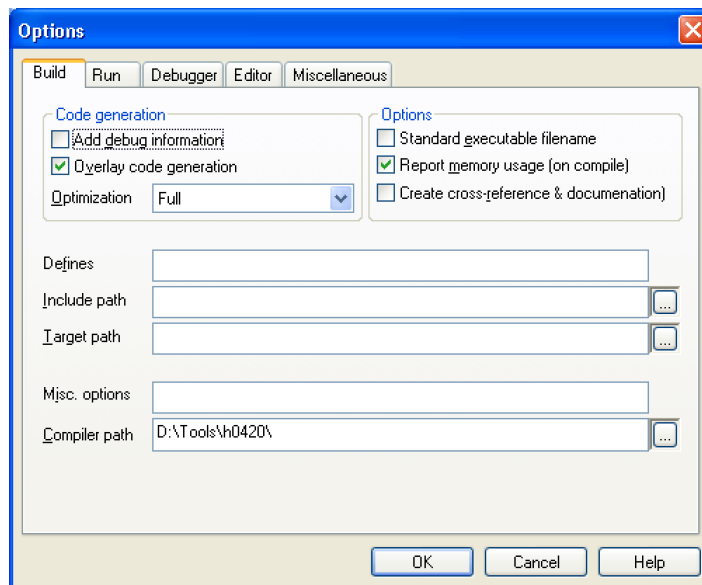 Options
Build Run Debugger Editor Miscellaneous
Code generation
Add debug information
Overlay code generation
Optimization Full
Options
Standard executable filename
Report memory usage (on compile)
Create cross-reference & documenation)
Defines
Include path ...
Target path ...
Misc. options
Compiler path D:\Tools\h0420\ ...
OK Cancel Help